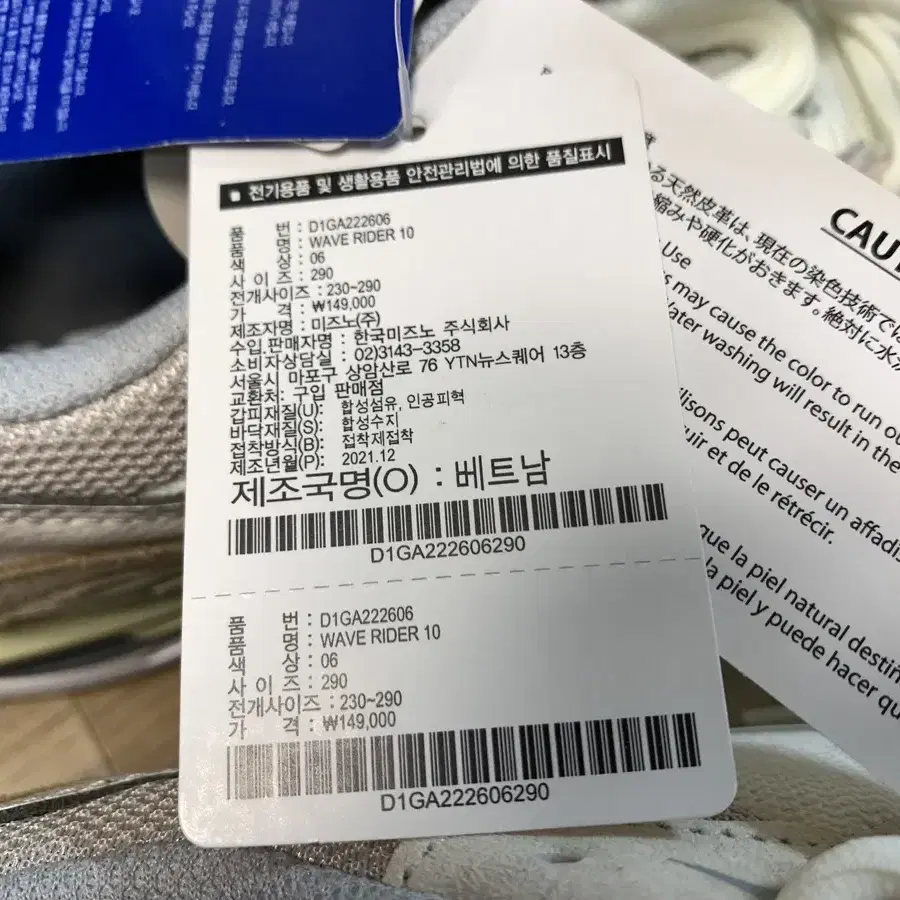 ■ 전기용품 및 생활용품 안전관리법에 의한 품질표시
품 번 : D1GA222606
품 명 : WAVE RIDER 10
색 상 : 06
사 이 즈 : 290
전개사이즈 : 230~290
가 격 : ₩149,000
제조자명 : 미즈노(주)
수입.판매자명 : 한국미즈노 주식회사
소비자상담실 : 02)3143-3358
서울시 마포구 상암산로 76 YTN뉴스퀘어 13층
교환처: 구입 판매점
갑피재질(U): 합성섬유, 인공피혁
바닥재질(S): 합성수지
접착방식(B): 접착제접착
제조년월(P): 2021.12
제조국명(O) : 베트남
D1GA222606290
품 번 : D1GA222606
품 명 : WAVE RIDER 10
색 상 : 06
사 이 즈 : 290
전개사이즈 : 230~290
가 격 : ₩149,000
D1GA222606290
CAU
る天然皮革は、現在の染色技術では
縮みや硬化がおきます。絶対に水洗
Use
s may cause the color to run ou
ater washing will result in the
ilisons peut causer un affadis
uir et de le rétrécir.
que la piel natural destiñ
la piel y puede hacer qu